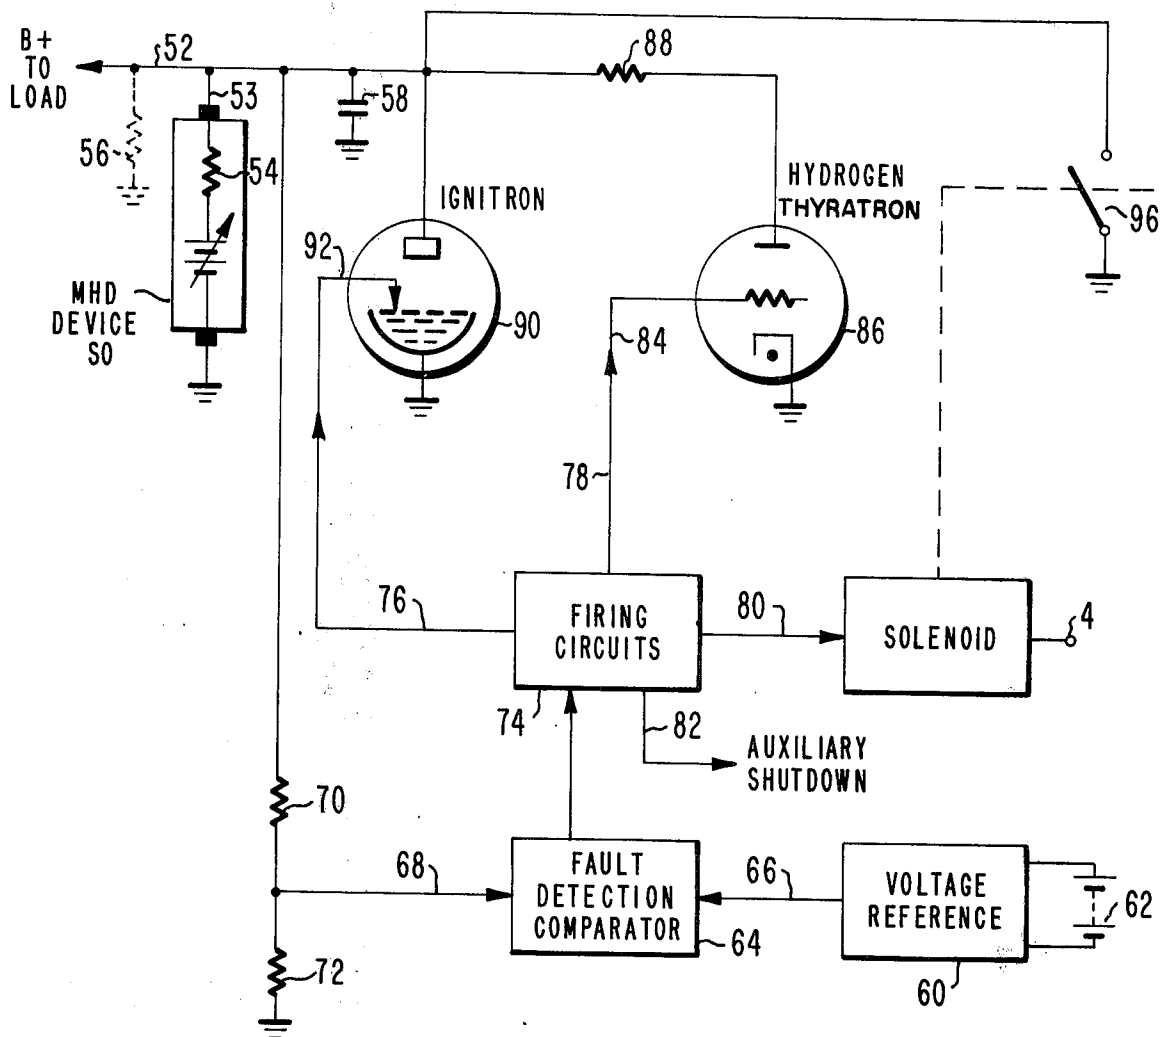 B+
TO
LOAD
52
88
53
58
56
54
HYDROGEN
THYRATRON
IGNITRON
96
92
MHD
DEVICE
SO
90
86
84
78
76
FIRING
CIRCUITS
80
SOLENOID
4
74
82
AUXILIARY
SHUTDOWN
70
68
FAULT
DETECTION
COMPARATOR
66
VOLTAGE
REFERENCE
62
64
72
60